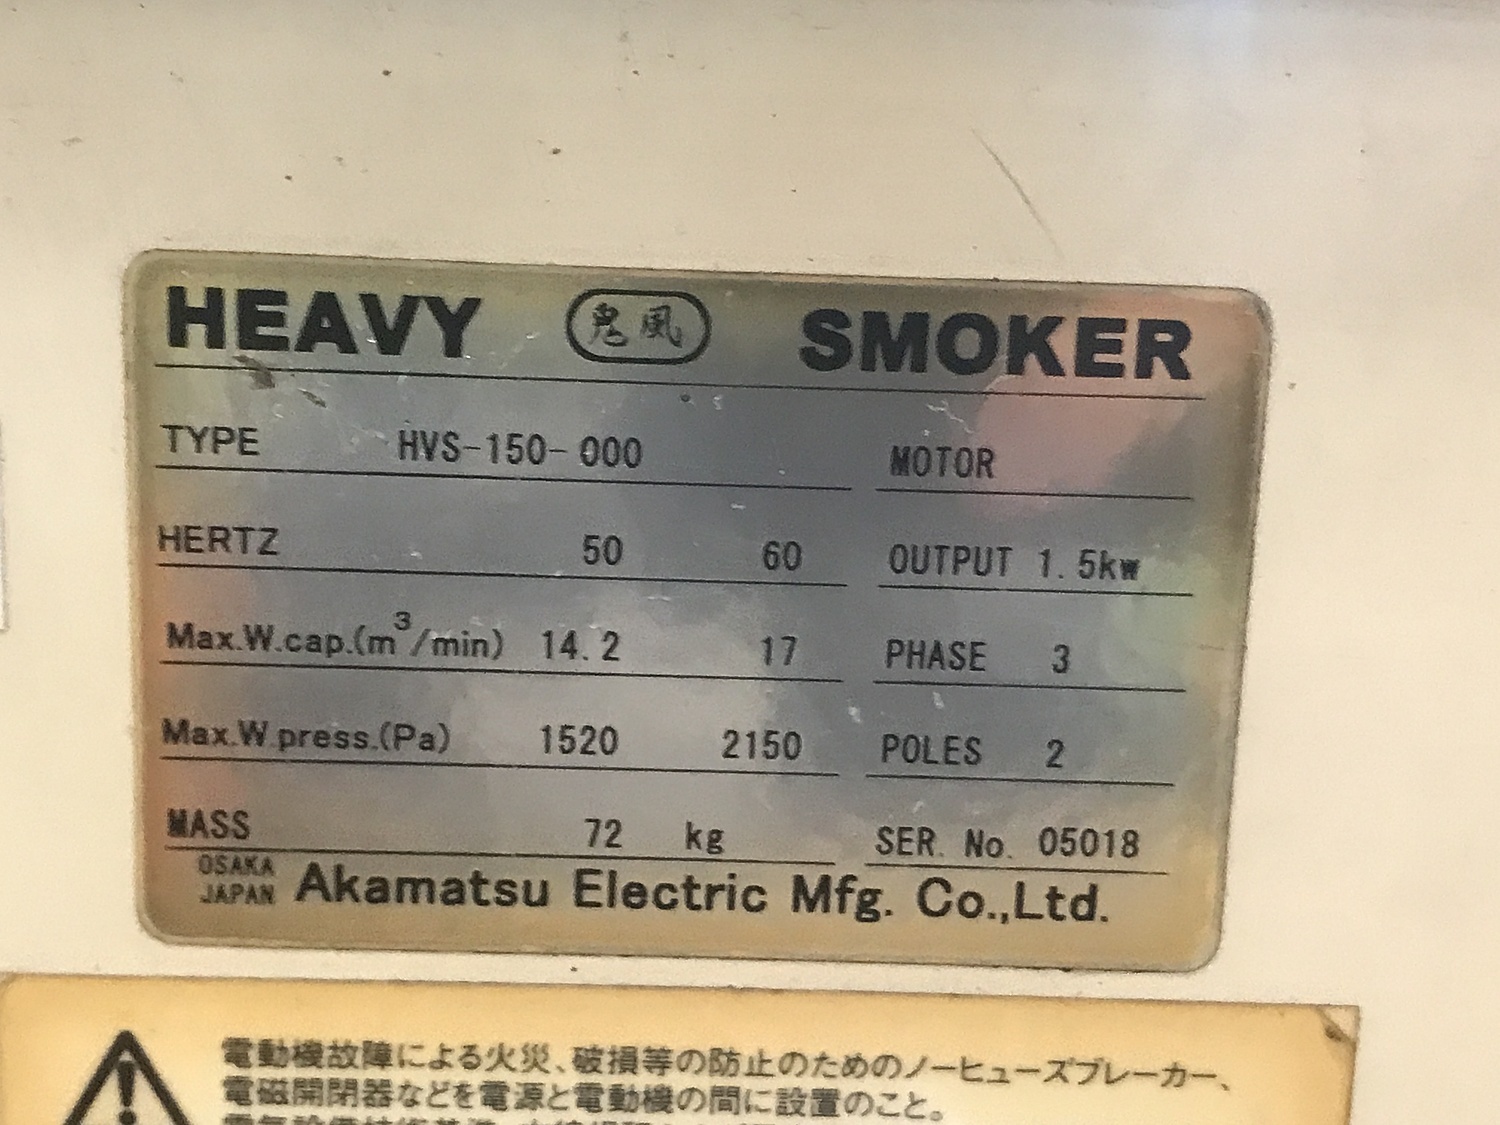 HEAVY 鬼風 SMOKER
TYPE HVS-150-000 MOTOR
HERTZ 50 60 OUTPUT 1.5kw
Max.W.cap.(m³/min) 14.2 17 PHASE 3
Max.W.press.(Pa) 1520 2150 POLES 2
MASS 72 kg SER. No. 05018
OSAKA
JAPAN Akamatsu Electric Mfg. Co.,Ltd.
電動機故障による火災、破損等の防止のためのノーヒューズブレーカー、
電磁開閉器などを電源と電動機の間に設置のこと。